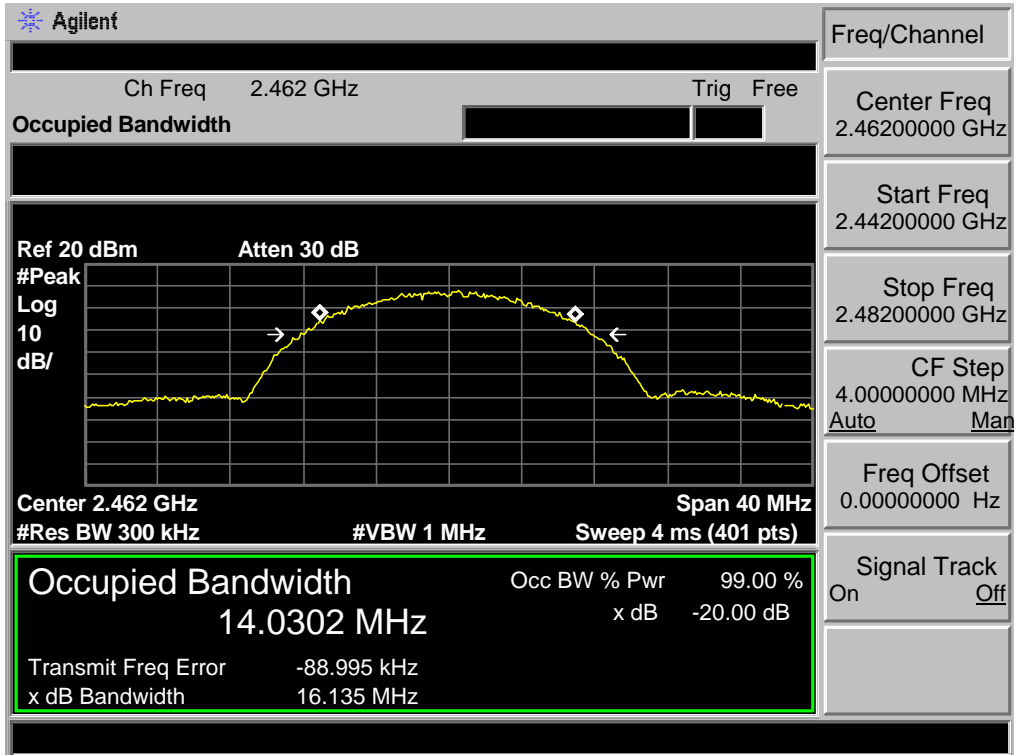 Agilent
Freq/Channel
Ch Freq 2.462 GHz Trig Free
Occupied Bandwidth
Center Freq
2.46200000 GHz
Start Freq
2.44200000 GHz
Stop Freq
2.48200000 GHz
CF Step
4.00000000 MHz
Auto Man
Freq Offset
0.00000000 Hz
Signal Track
On Off
Ref 20 dBm Atten 30 dB
#Peak
Log
10
dB/
Center 2.462 GHz Span 40 MHz
#Res BW 300 kHz #VBW 1 MHz Sweep 4 ms (401 pts)
Occupied Bandwidth Occ BW % Pwr 99.00 %
14.0302 MHz x dB -20.00 dB
Transmit Freq Error -88.995 kHz
x dB Bandwidth 16.135 MHz